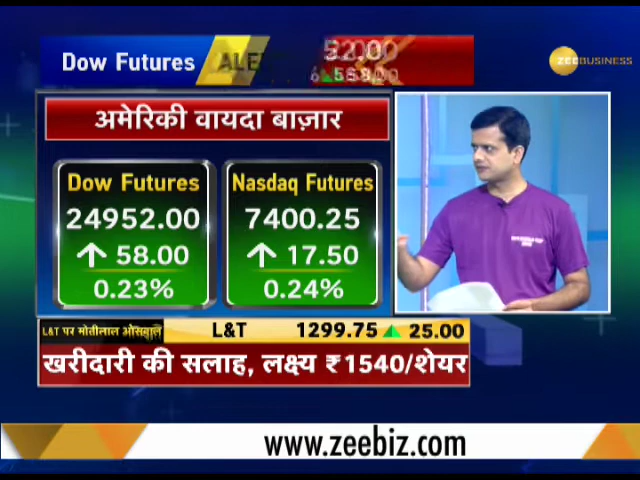 Dow Futures
ZEE BUSINESS
अमेरिकी वायदा बाज़ार
Dow Futures
24952.00
58.00
0.23%
Nasdaq Futures
7400.25
17.50
0.24%
L&T पर मोतीलाल ओसवाल
L&T 1299.75 25.00
खरीदारी की सलाह, लक्ष्य ₹1540/शेयर
www.zeebiz.com